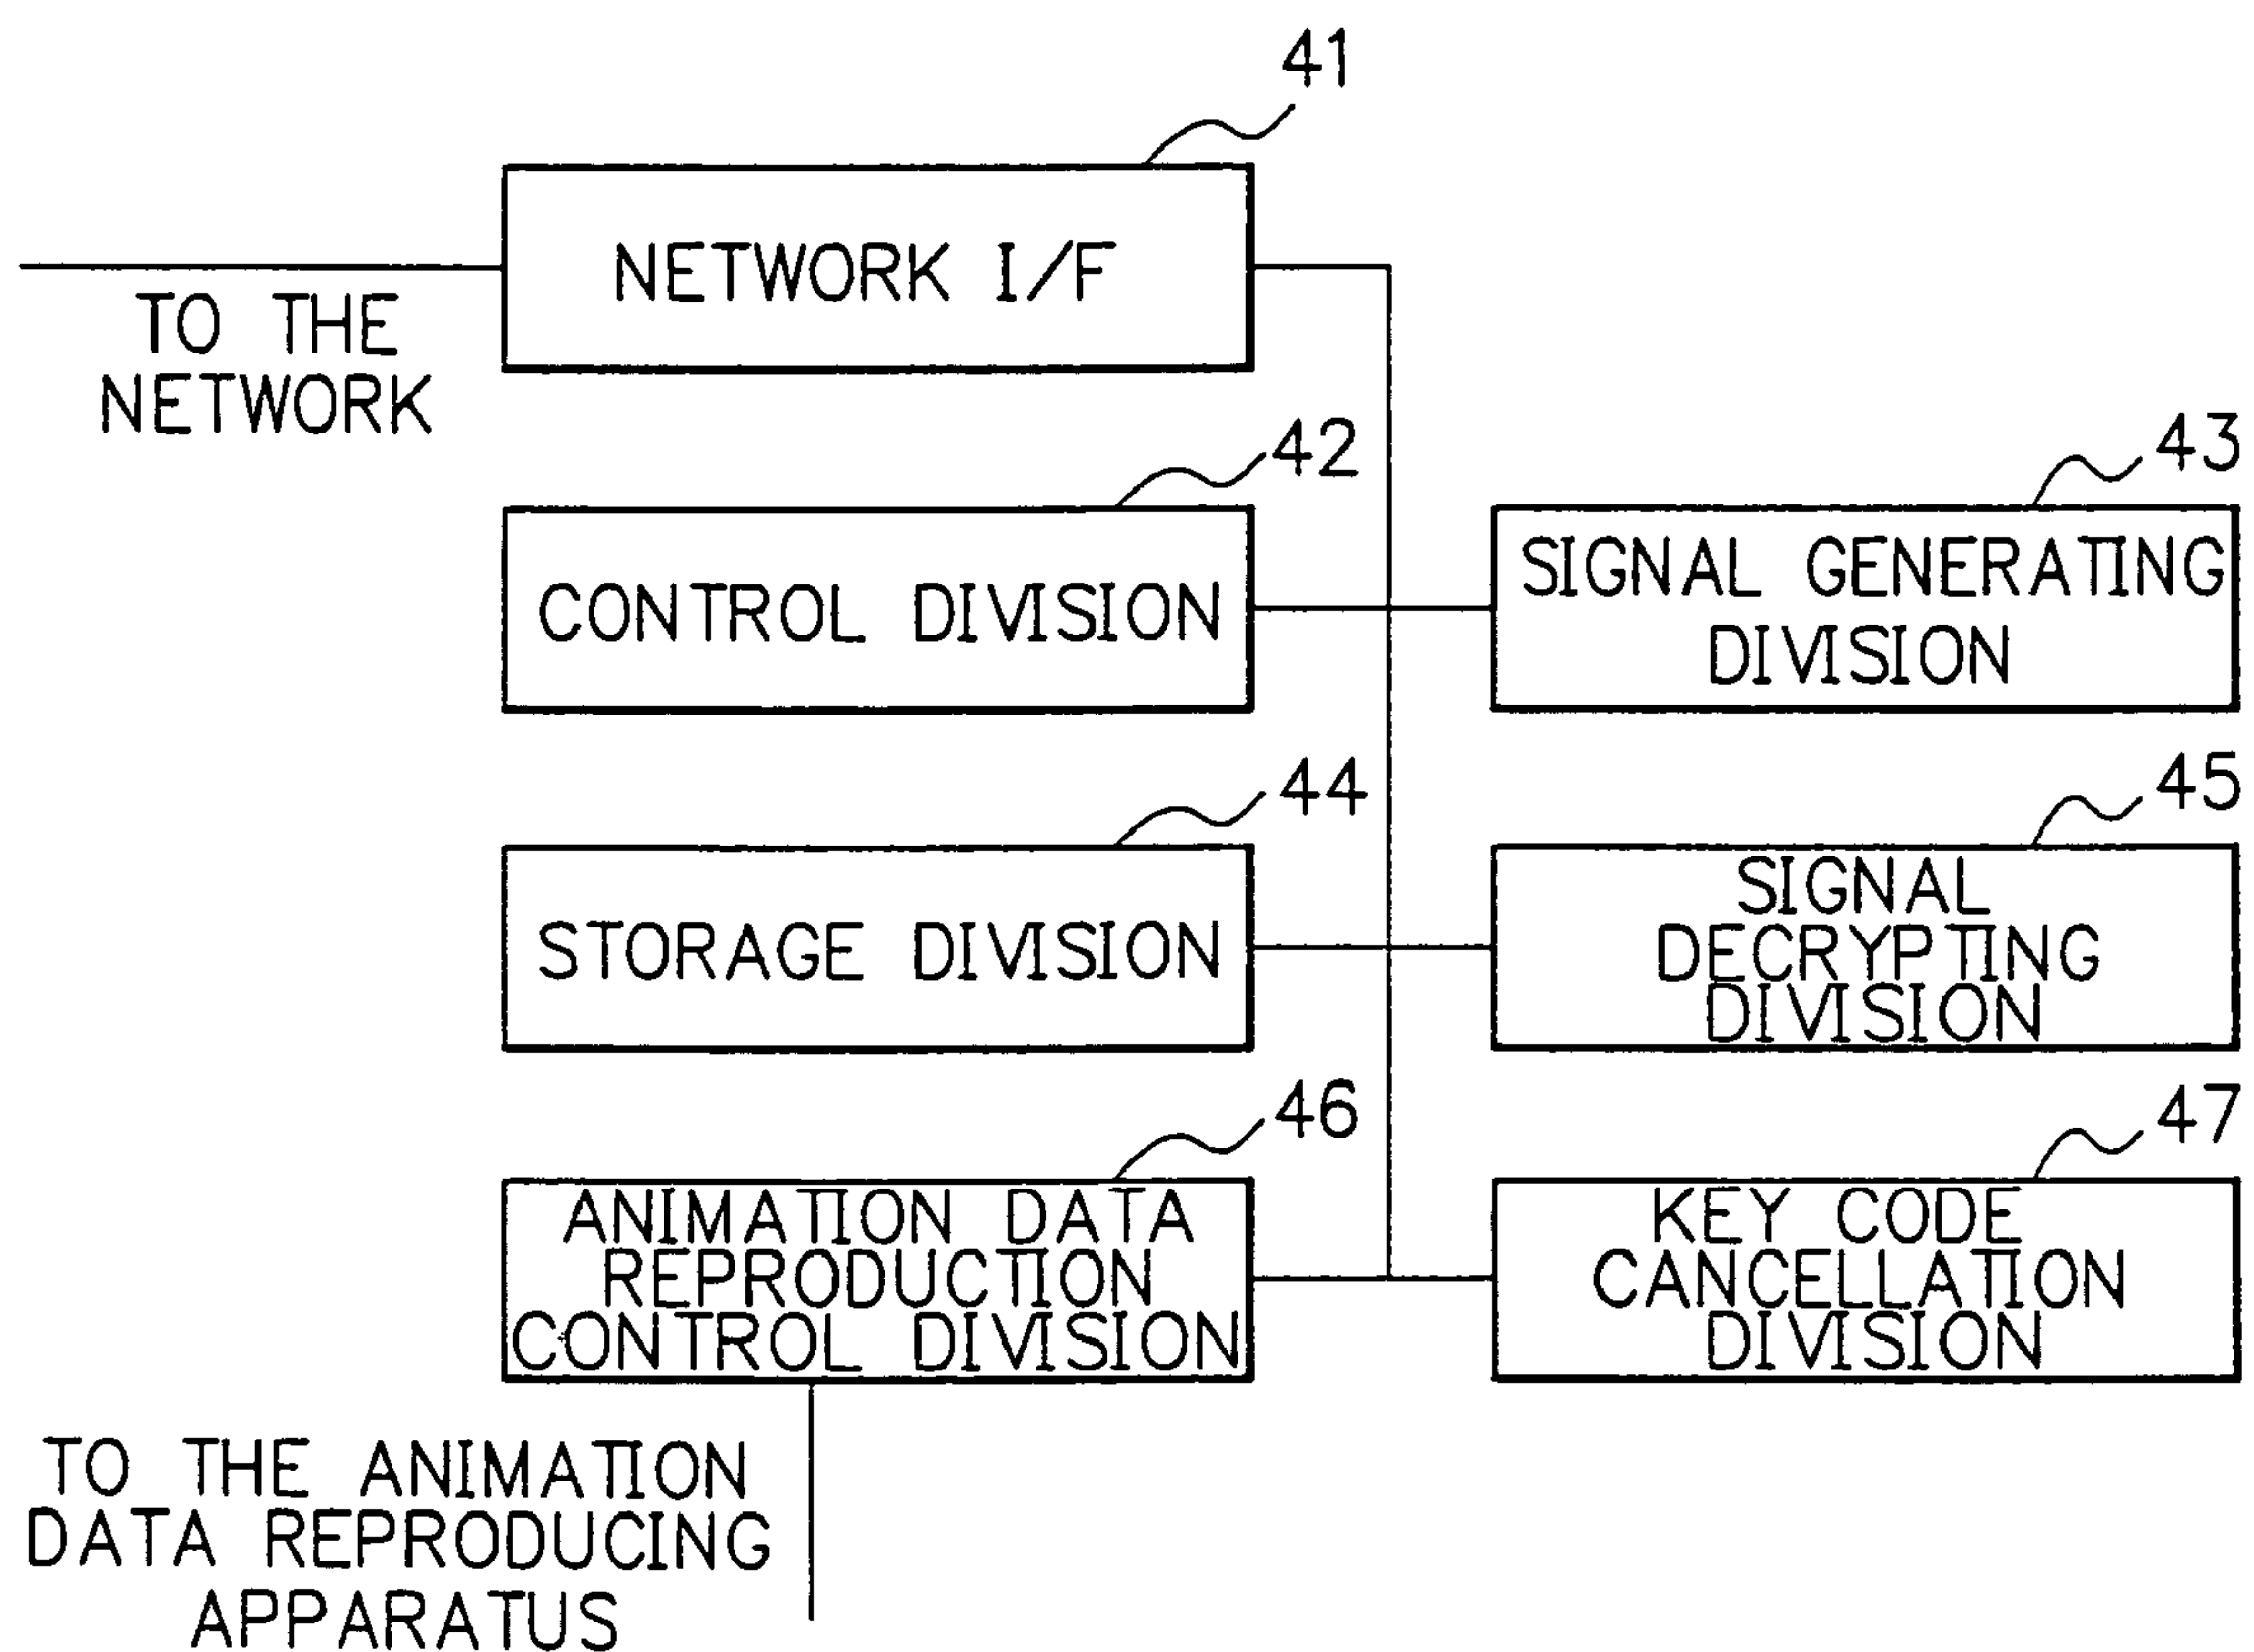 41
NETWORK I/F
TO THE
NETWORK
42
CONTROL DIVISION
43
SIGNAL GENERATING
DIVISION
44
STORAGE DIVISION
45
SIGNAL
DECRYPTING
DIVISION
46
ANIMATION DATA
REPRODUCTION
CONTROL DIVISION
47
KEY CODE
CANCELLATION
DIVISION
TO THE ANIMATION
DATA REPRODUCING
APPARATUS